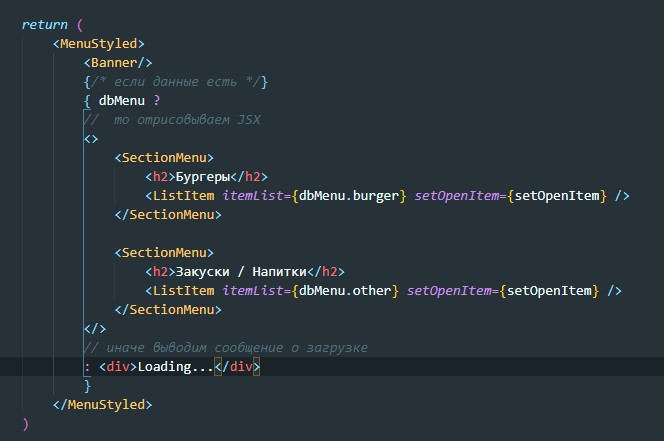 return (
<MenuStyled>
<Banner/>
{/* если данные есть */}
{ dbMenu ?
// то отрисовываем JSX
<>
<SectionMenu>
<h2>Бургеры</h2>
<ListItem itemList={dbMenu.burger} setOpenItem={setOpenItem} />
</SectionMenu>
<SectionMenu>
<h2>Закуски / Напитки</h2>
<ListItem itemList={dbMenu.other} setOpenItem={setOpenItem} />
</SectionMenu>
</>
// иначе выводим сообщение о загрузке
: <div>Loading...</div>
}
</MenuStyled>
)